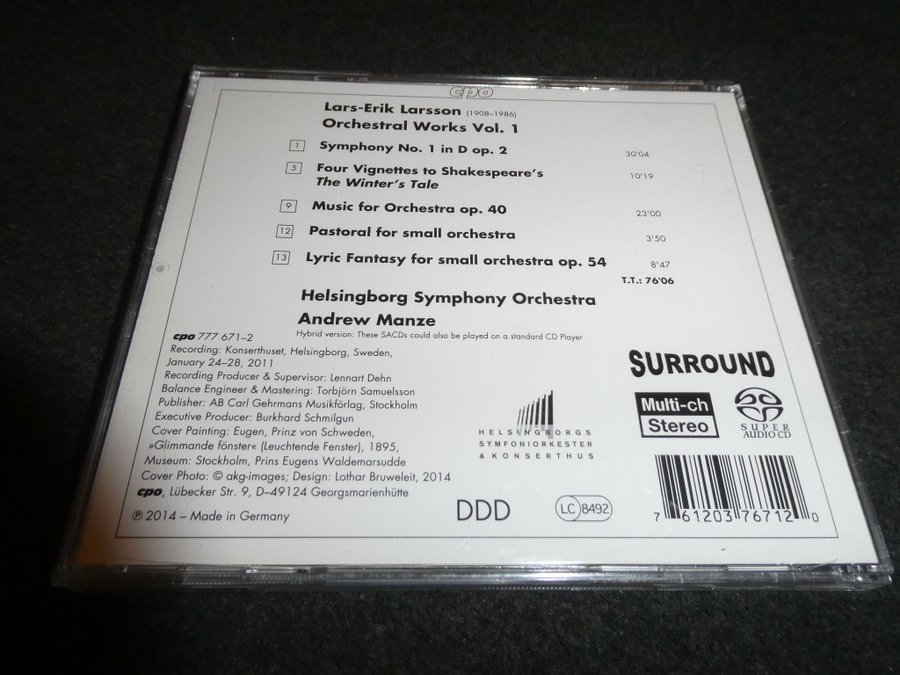 cpo
Lars-Erik Larsson (1908–1986)
Orchestral Works Vol. 1
1 Symphony No. 1 in D op. 2 30'04
5 Four Vignettes to Shakespeare's 10'19
The Winter's Tale
9 Music for Orchestra op. 40 23'00
12 Pastoral for small orchestra 3'50
13 Lyric Fantasy for small orchestra op. 54 8'47
T.T.: 76'06
Helsingborg Symphony Orchestra
Andrew Manze
Hybrid version: These SACDs could also be played on a standard CD Player
cpo 777 671–2
Recording: Konserthuset, Helsingborg, Sweden,
January 24–28, 2011
Recording Producer & Supervisor: Lennart Dehn
Balance Engineer & Mastering: Torbjörn Samuelsson
Publisher: AB Carl Gehrmans Musikförlag, Stockholm
Executive Producer: Burkhard Schmilgun
Cover Painting: Eugen, Prinz von Schweden,
»Glimmande fönster« (Leuchtende Fenster), 1895,
Museum: Stockholm, Prins Eugens Waldemarsudde
Cover Photo: © akg-images; Design: Lothar Bruweleit, 2014
cpo, Lübecker Str. 9, D–49124 Georgsmarienhütte
℗ 2014 – Made in Germany
HELSINGBORGS
SYMFONIORKESTER
& KONSERTHUS
DDD
LC 8492
SURROUND
Multi-ch
Stereo
SUPER
AUDIO CD
7 61203 76712 0